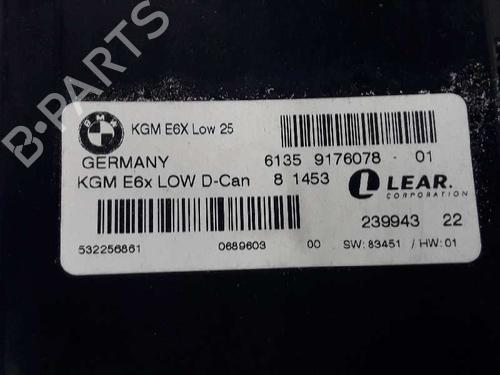 B-PARTS
BMW
KGM E6X Low 25
GERMANY 6135 9176078 - 01
KGM E6x LOW D-Can 8 1453 LEAR.
CORPORATION
239943 22
532256861 0689603 00 SW: 83451 / HW: 01